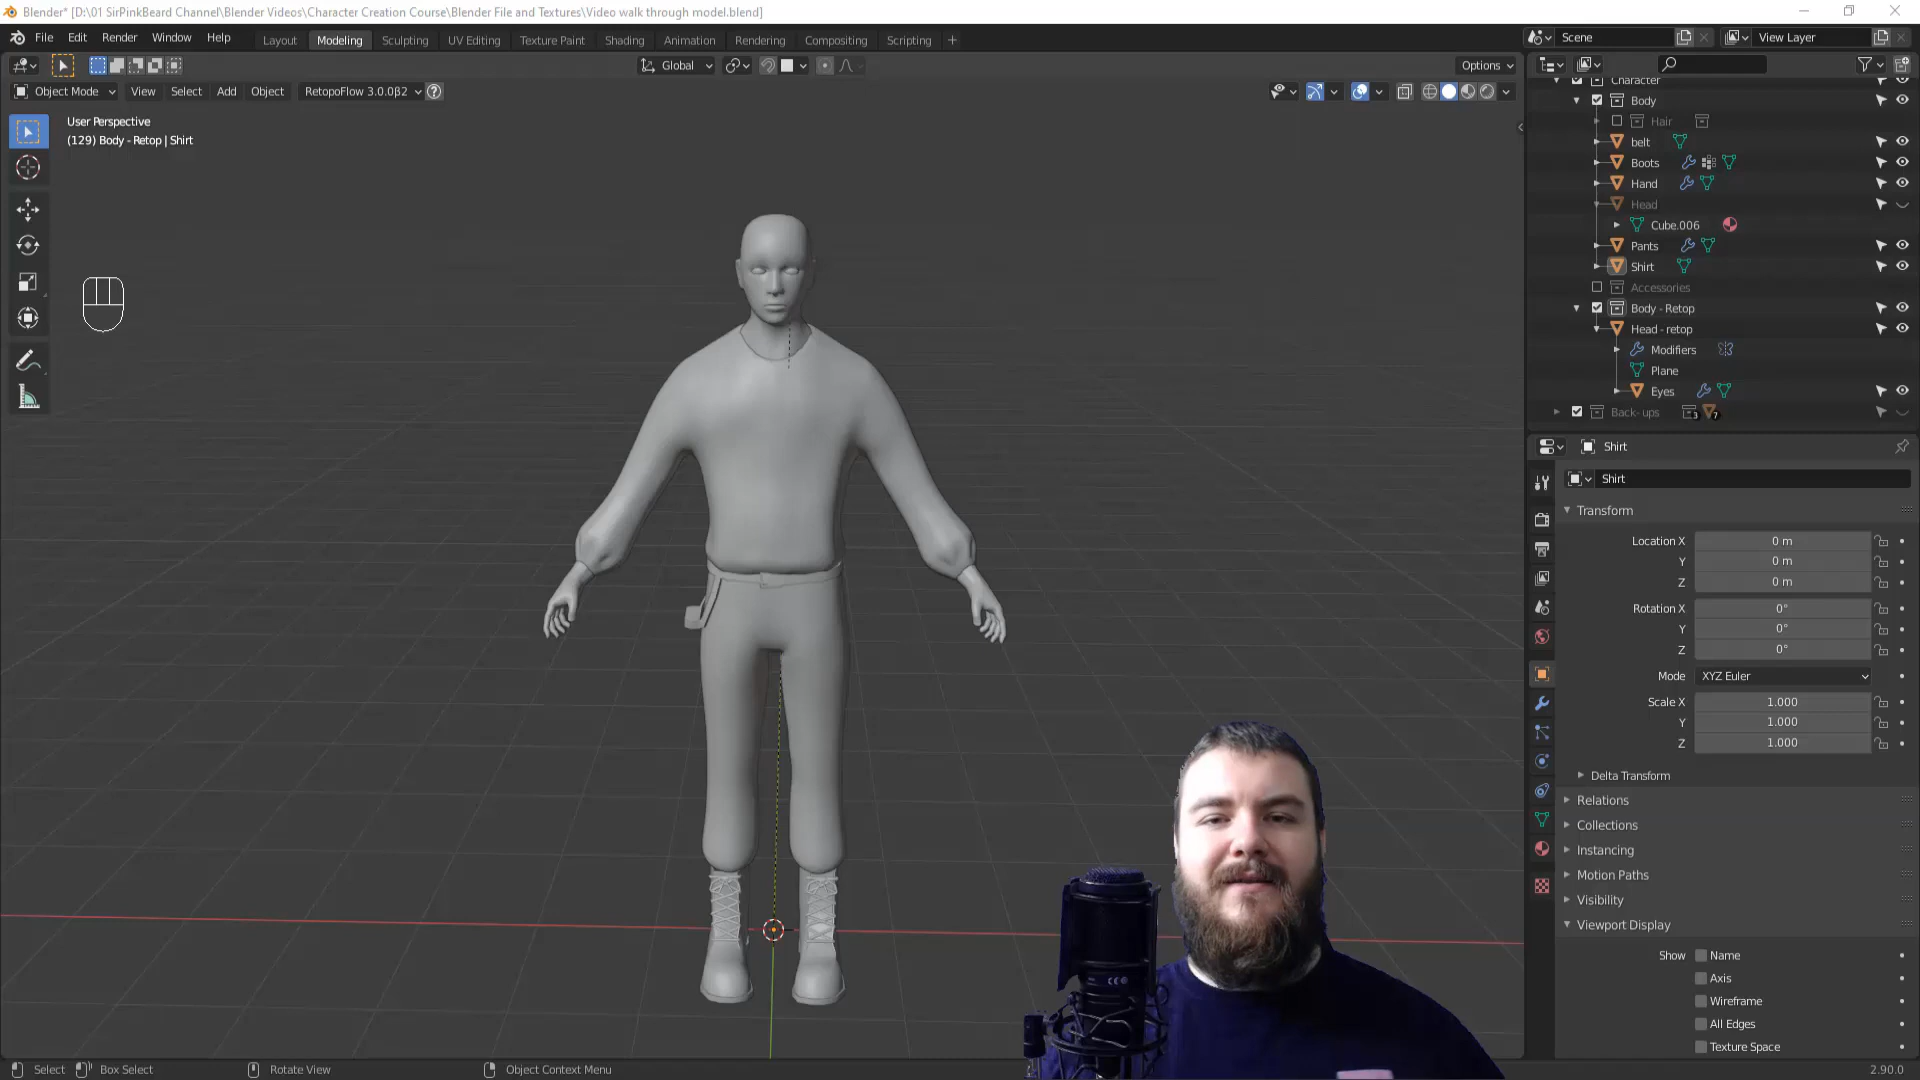 Blender* [D:\01 SirPinkBeard Channel\Blender Videos\Character Creation Course\Blender File and Textures\Video walk through model.blend]
File Edit Render Window Help Layout Modeling Sculpting UV Editing Texture Paint Shading Animation Rendering Compositing Scripting + Scene View Layer
Global Options
Object Mode View Select Add Object RetopoFlow 3.0.0β2
User Perspective
(129) Body - Retop | Shirt
Character
Body
Hair
belt
Boots
Hand
Head
Cube.006
Pants
Shirt
Accessories
Body - Retop
Head - retop
Modifiers
Plane
Eyes
Back- ups 3 7
Shirt
Shirt
Transform
Location X 0 m
Y 0 m
Z 0 m
Rotation X 0°
Y 0°
Z 0°
Mode XYZ Euler
Scale X 1.000
Y 1.000
Z 1.000
Delta Transform
Relations
Collections
Instancing
Motion Paths
Visibility
Viewport Display
Show Name
Axis
Wireframe
All Edges
Texture Space
Select Box Select Rotate View Object Context Menu 2.90.0